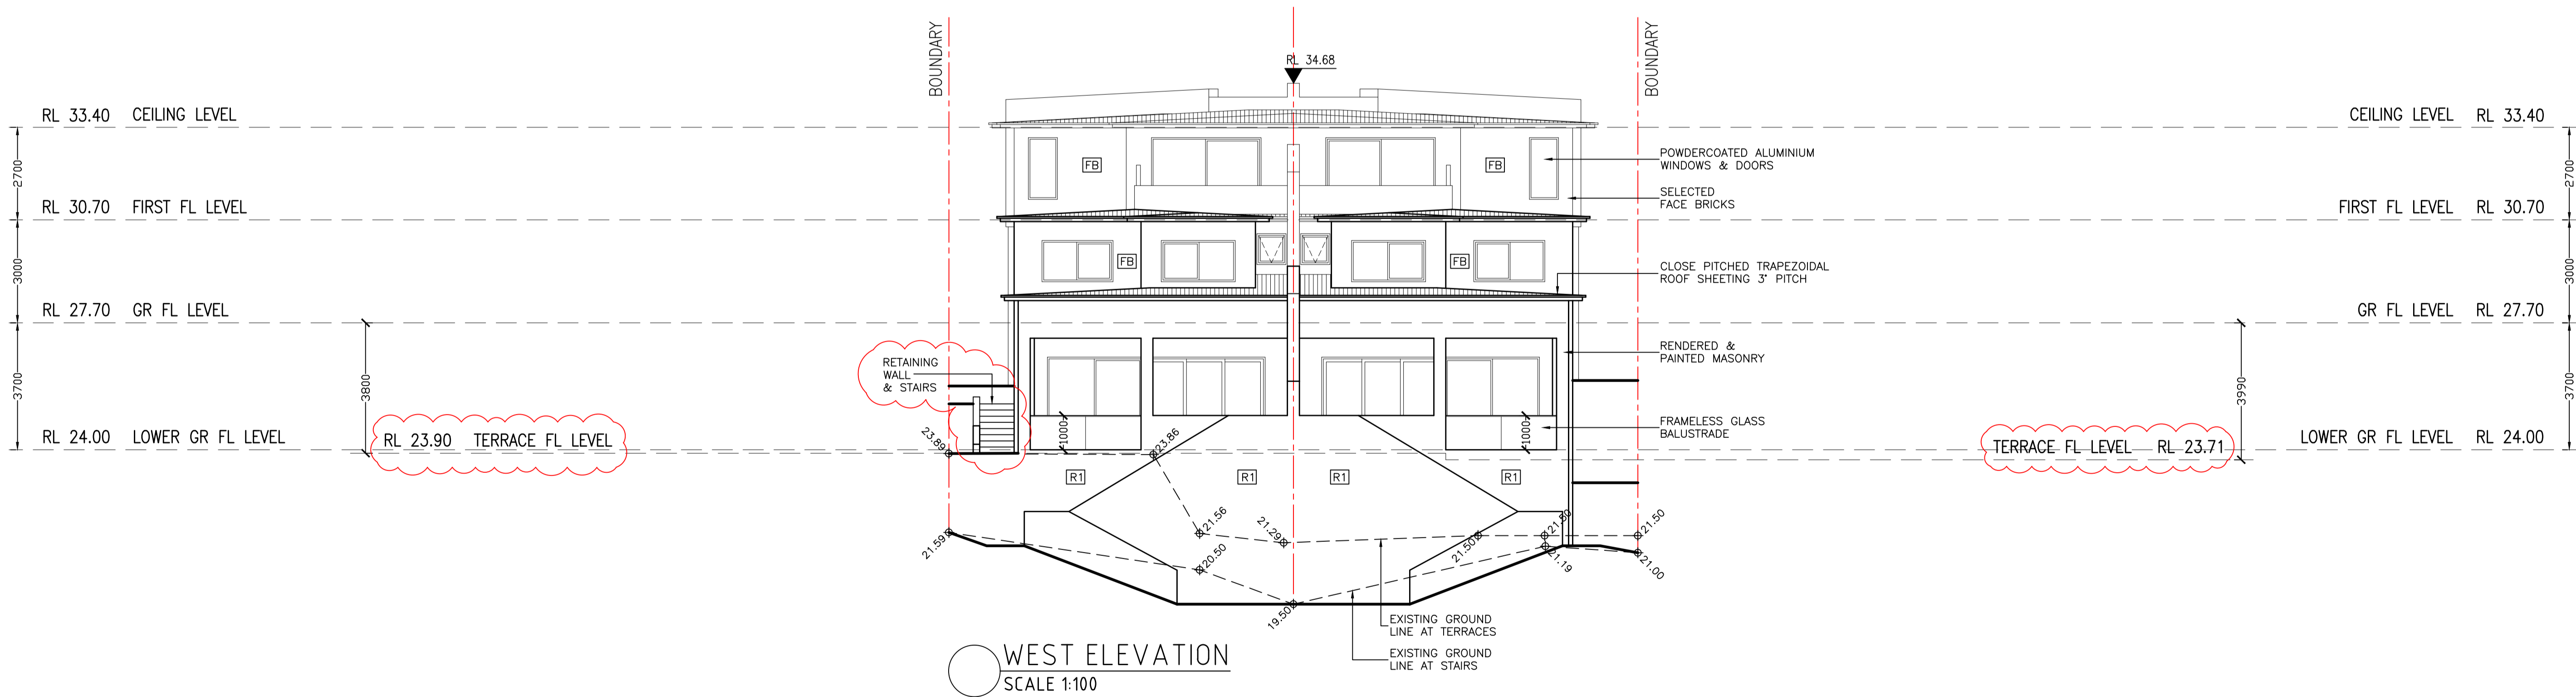 BOUNDARY
BOUNDARY
RL 34.68
RL 33.40 CEILING LEVEL
CEILING LEVEL RL 33.40
2700
2700
FB
FB
POWDERCOATED ALUMINIUM
WINDOWS & DOORS
SELECTED
FACE BRICKS
RL 30.70 FIRST FL LEVEL
FIRST FL LEVEL RL 30.70
3000
3000
FB
FB
CLOSE PITCHED TRAPEZOIDAL
ROOF SHEETING 3° PITCH
RL 27.70 GR FL LEVEL
GR FL LEVEL RL 27.70
3700
3800
3990
3700
RETAINING
WALL
& STAIRS
RENDERED &
PAINTED MASONRY
FRAMELESS GLASS
BALUSTRADE
1000
1000
RL 24.00 LOWER GR FL LEVEL
RL 23.90 TERRACE FL LEVEL
TERRACE FL LEVEL RL 23.71
LOWER GR FL LEVEL RL 24.00
23.89
23.86
R1
R1
R1
R1
21.59
21.56
21.29
21.50
21.50
21.50
20.50
21.19
21.00
19.50
EXISTING GROUND
LINE AT TERRACES
EXISTING GROUND
LINE AT STAIRS
WEST ELEVATION
SCALE 1:100